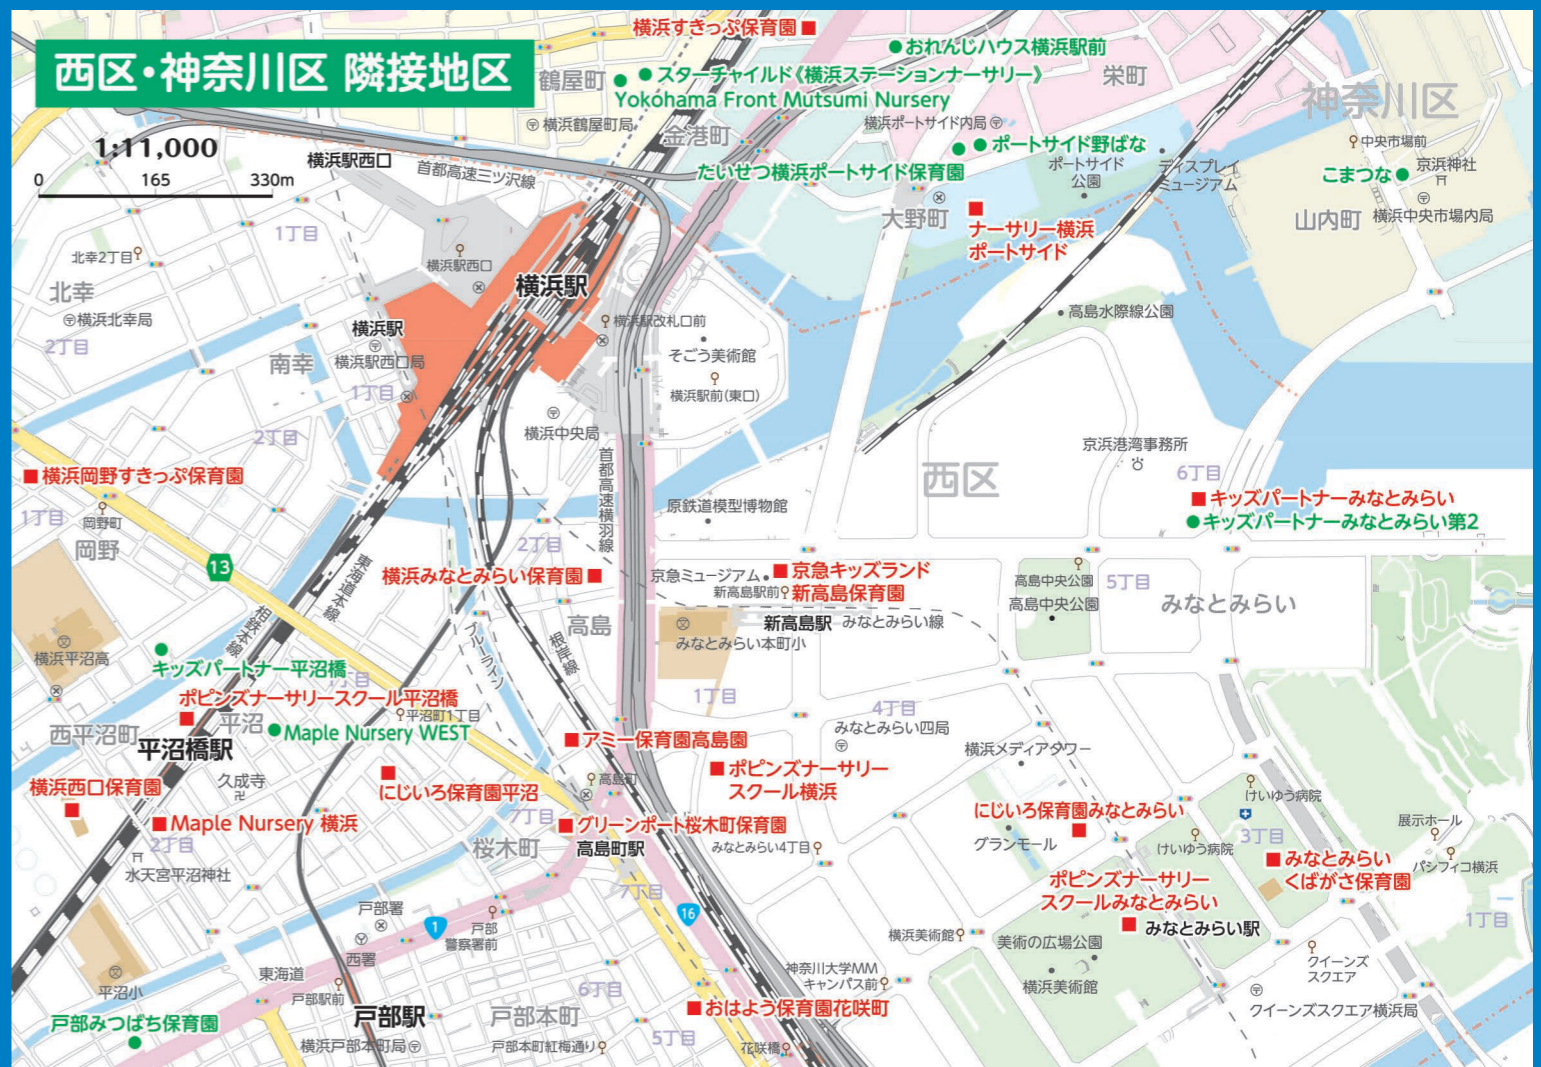 西区・神奈川区 隣接地区
1:11,000
0 165 330m
横浜すきっぷ保育園
おれんじハウス横浜駅前
スターチャイルド《横浜ステーションナーサリー》
Yokohama Front Mutsumi Nursery
鶴屋町
栄町
神奈川区
横浜鶴屋町局
金港町
横浜ポートサイド内局
ポートサイド野ばな
中央市場前
横浜駅西口
首都高速三ツ沢線
たいせつ横浜ポートサイド保育園
ポートサイド
公園
ディスプレイ
ミュージアム
こまつな
京浜神社
大野町
ナーサリー横浜
ポートサイド
山内町
横浜中央市場内局
1丁目
北幸2丁目
横浜駅西口
横浜駅
北幸
横浜北幸局
2丁目
横浜駅
横浜駅西口局
南幸
1丁目
横浜駅改札口前
そごう美術館
横浜駅前(東口)
高島水際線公園
2丁目
横浜中央局
首都高速横羽線
西区
京浜港湾事務所
6丁目
横浜岡野すきっぷ保育園
1丁目
岡野町
岡野
13
原鉄道模型博物館
キッズパートナーみなとみらい
キッズパートナーみなとみらい第2
2丁目
東海道本線
相鉄本線
横浜みなとみらい保育園
京急ミュージアム
京急キッズランド
新高島保育園
新高島駅前
高島中央公園
高島中央公園
5丁目
みなとみらい
高島
新高島駅
みなとみらい線
みなとみらい本町小
ブルーライン
根岸線
横浜平沼高
キッズパートナー平沼橋
丁目
ポピンズナーサリースクール平沼橋
平沼町1丁目
西平沼町
平沼
Maple Nursery WEST
平沼橋駅
1丁目
4丁目
みなとみらい四局
アミー保育園高島園
横浜メディアタワー
横浜西口保育園
久成寺
にじいろ保育園平沼
高島町
ポピンズナーサリー
スクール横浜
にじいろ保育園みなとみらい
けいゆう病院
Maple Nursery 横浜
7丁目
グリーンポート桜木町保育園
グランモール
3丁目
展示ホール
2丁目
桜木町
高島町駅
みなとみらい4丁目
けいゆう病院
みなとみらい
くばがさ保育園
パシフィコ横浜
水天宮平沼神社
7丁目
ポピンズナーサリー
スクールみなとみらい
戸部署
1
戸部
警察署前
16
みなとみらい駅
1丁目
西署
横浜美術館
美術の広場公園
クイーンズ
スクエア
平沼小
東海道
戸部駅前
神奈川大学MM
キャンパス前
横浜美術館
6丁目
戸部みつばち保育園
戸部駅
戸部本町
おはよう保育園花咲町
クイーンズスクエア横浜局
横浜戸部本町局
戸部本町紅梅通り
5丁目
花咲橋